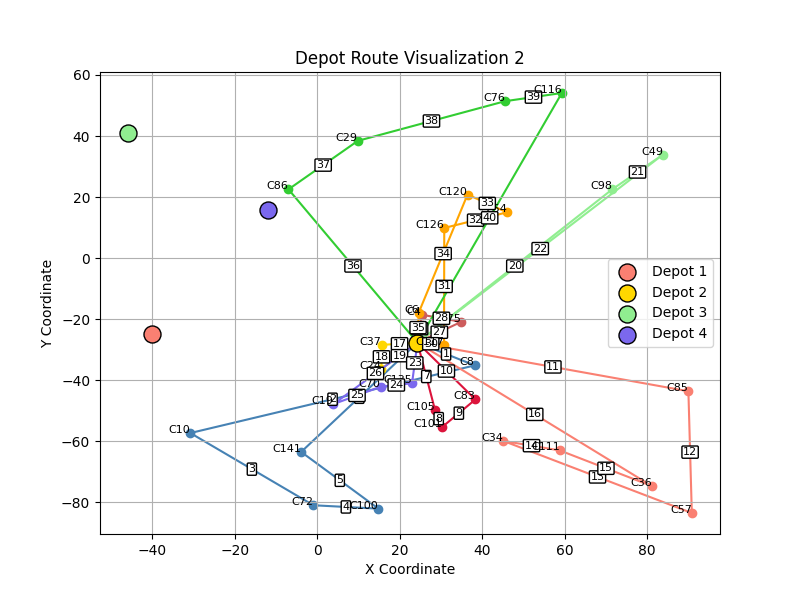 Depot Route Visualization 2
60
40
20
0
−20
−40
−60
−80
−40
−20
0
20
40
60
80
Y Coordinate
X Coordinate
Depot 1
Depot 2
Depot 3
Depot 4
C116
C76
39
38
C29
37
C86
C49
21
C98
C120
33
32
40
C126
34
36
22
20
31
C6
28
35
27
C37
17
18
19
1
C8
23
26
7
10
11
C70
24
25
C85
C83
C105
9
8
C101
16
C10
C34
14
C111
12
C141
15
13
C36
3
5
C72
4
C100
C57